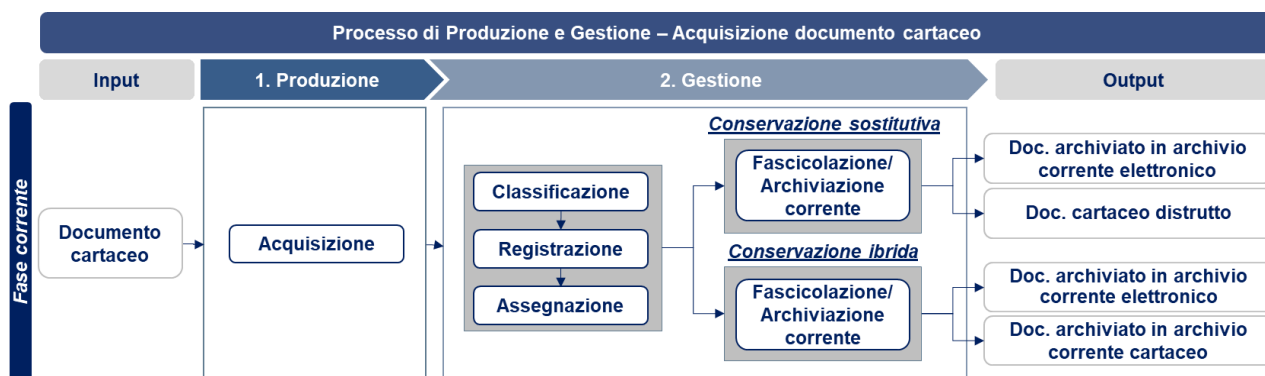 Processo di Produzione e Gestione – Acquisizione documento cartaceo
Input
1. Produzione
2. Gestione
Output
Fase corrente
Documento
cartaceo
Acquisizione
Classificazione
Registrazione
Assegnazione
Conservazione sostitutiva
Fascicolazione/
Archiviazione
corrente
Conservazione ibrida
Fascicolazione/
Archiviazione
corrente
Doc. archiviato in archivio
corrente elettronico
Doc. cartaceo distrutto
Doc. archiviato in archivio
corrente elettronico
Doc. archiviato in archivio
corrente cartaceo